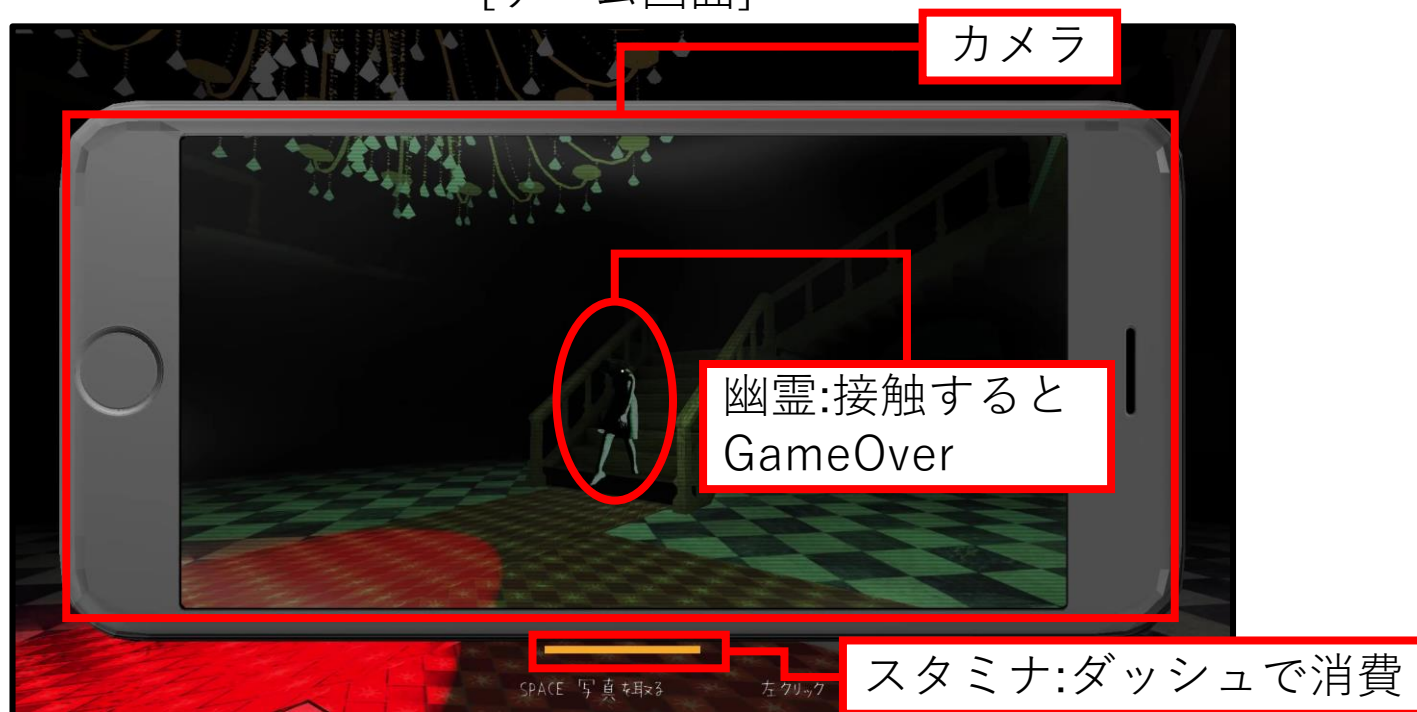 [ゲーム画面]
カメラ
幽霊:接触すると
GameOver
スタミナ:ダッシュで消費
SPACE 写真を取る
左クリック